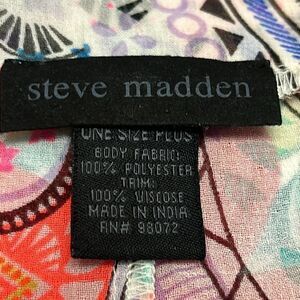 steve madden
ONE SIZE PLUS
BODY FABRIC:
100% POLYESTER
TRIM:
100% VISCOSE
MADE IN INDIA
RN# 98072